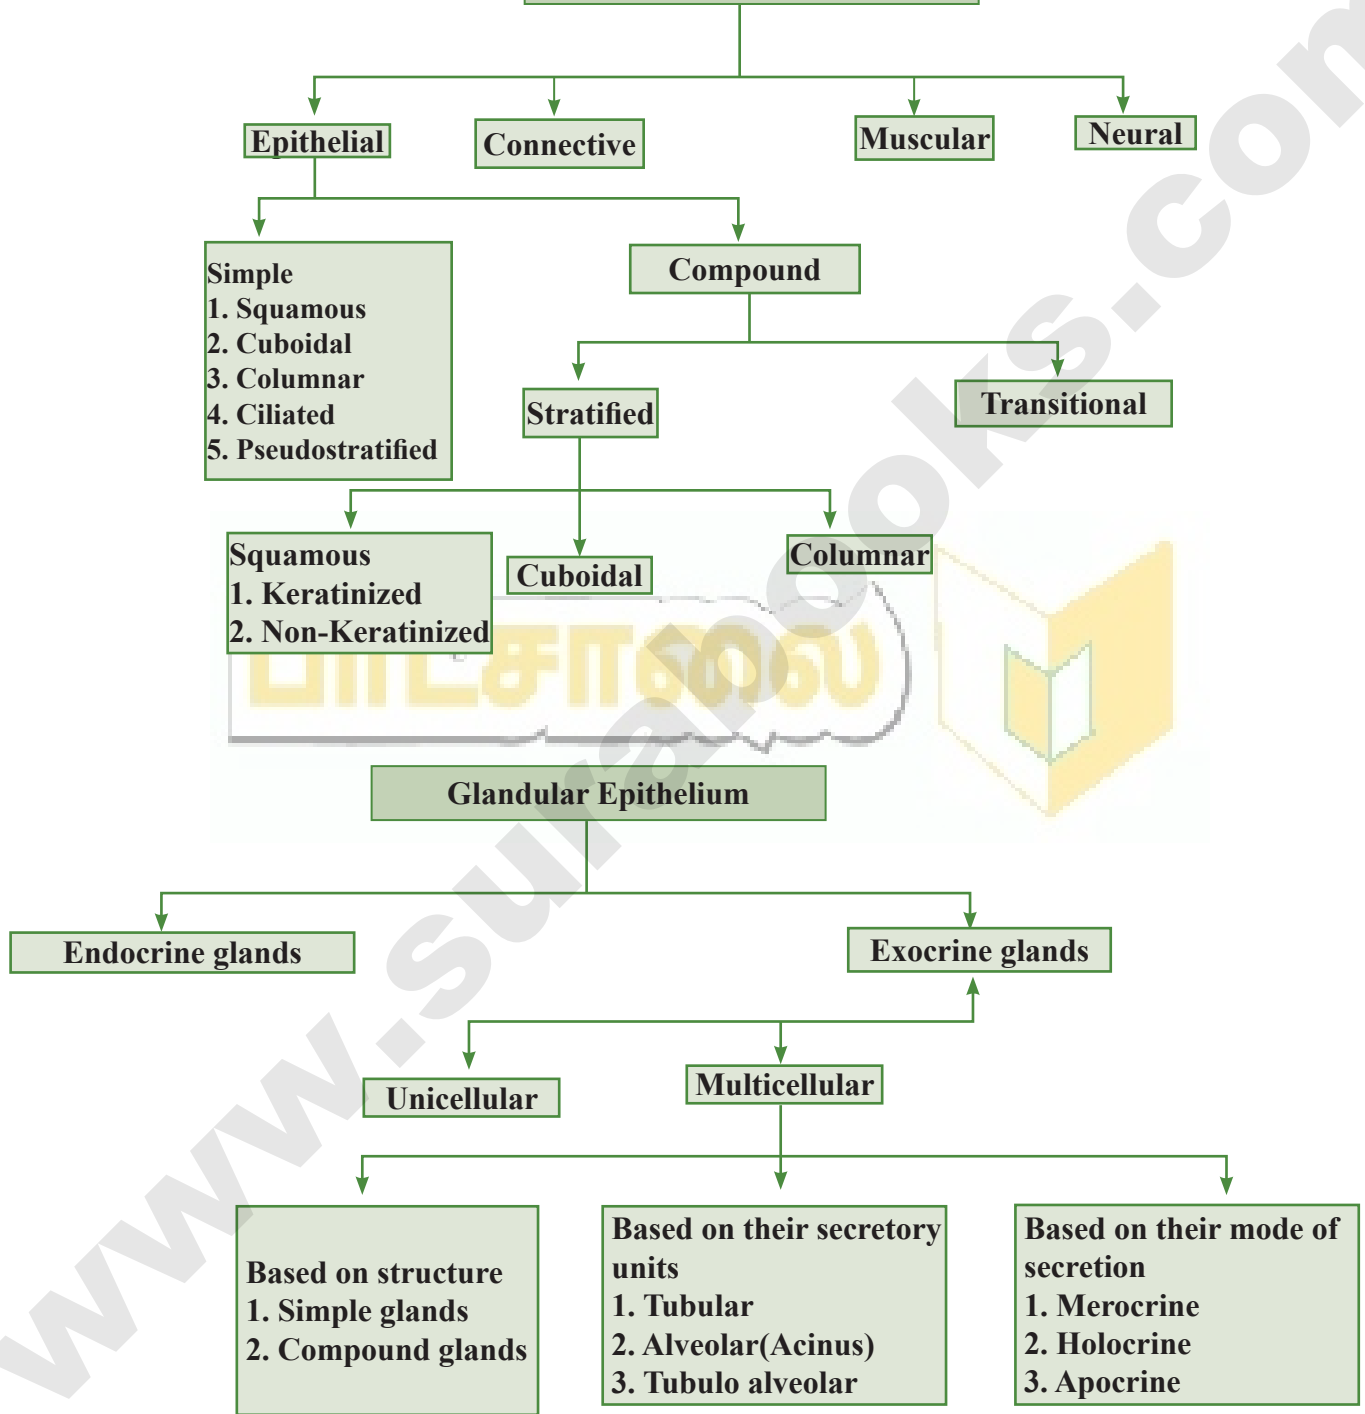 Epithelial
Connective
Muscular
Neural
Simple
1. Squamous
2. Cuboidal
3. Columnar
4. Ciliated
5. Pseudostratified
Compound
Stratified
Transitional
Squamous
1. Keratinized
2. Non-Keratinized
Cuboidal
Columnar
பாடசாலை
Glandular Epithelium
Endocrine glands
Exocrine glands
Unicellular
Multicellular
Based on structure
1. Simple glands
2. Compound glands
Based on their secretory
units
1. Tubular
2. Alveolar(Acinus)
3. Tubulo alveolar
Based on their mode of
secretion
1. Merocrine
2. Holocrine
3. Apocrine
www.surabooks.com